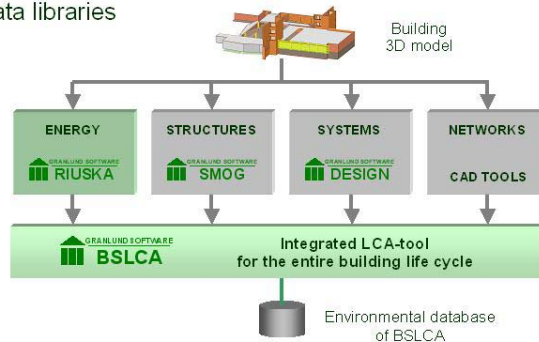 ata libraries
Building
3D model
ENERGY
GRANLUND SOFTWARE
RIUSKA
STRUCTURES
GRANLUND SOFTWARE
SMOG
SYSTEMS
GRANLUND SOFTWARE
DESIGN
NETWORKS
CAD TOOLS
GRANLUND SOFTWARE
BSLCA
Integrated LCA-tool
for the entire building life cycle
Environmental database
of BSLCA